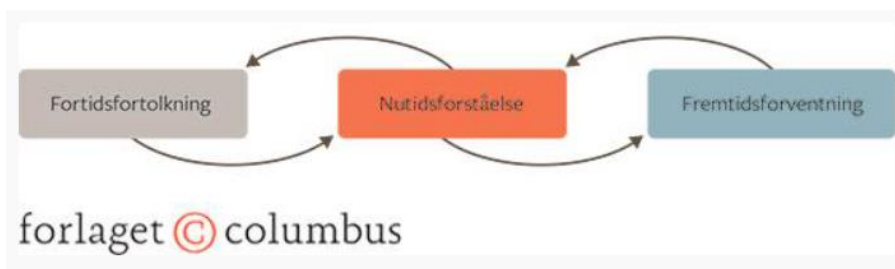 Fortidsfortolkning
Nutidsforståelse
Fremtidsforventning
forlaget © columbus